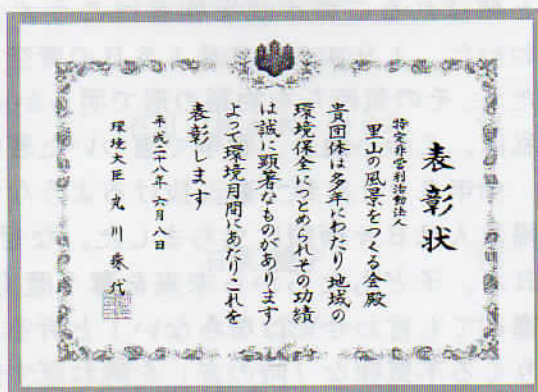 表彰状
特定非営利活動法人
里山の風景をつくる会殿
貴団体は多年にわたり地域の
環境保全につとめられその功績
は誠に顕著なものがあります
よって環境月間にあたりこれを
表彰します
平成二十八年六月八日
環境大臣 丸川珠代